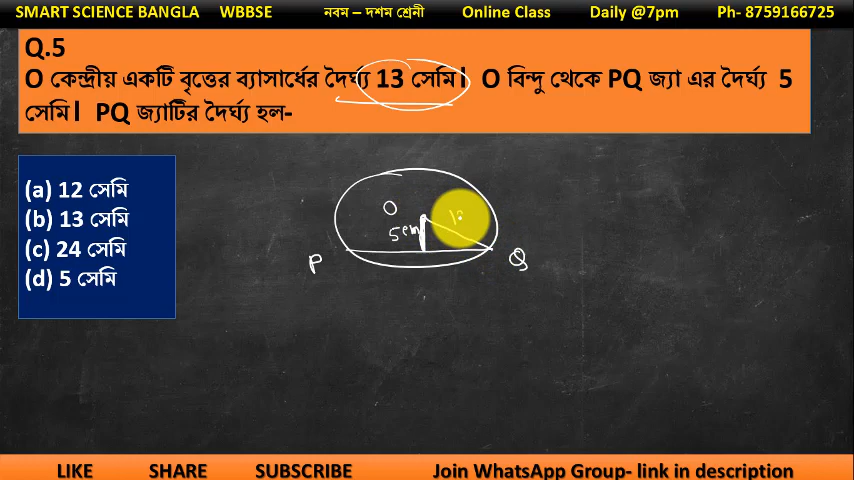 SMART SCIENCE BANGLA WBBSE নবম – দশম শ্রেনী Online Class Daily @7pm Ph- 8759166725
Q.5
O কেন্দ্রীয় একটি বৃত্তের ব্যাসার্ধের দৈর্ঘ্য 13 সেমি। O বিন্দু থেকে PQ জ্যা এর দৈর্ঘ্য 5
সেমি। PQ জ্যাটির দৈর্ঘ্য হল-
(a) 12 সেমি
(b) 13 সেমি
(c) 24 সেমি
(d) 5 সেমি
O
5cm
P
Q
LIKE SHARE SUBSCRIBE Join WhatsApp Group- link in description